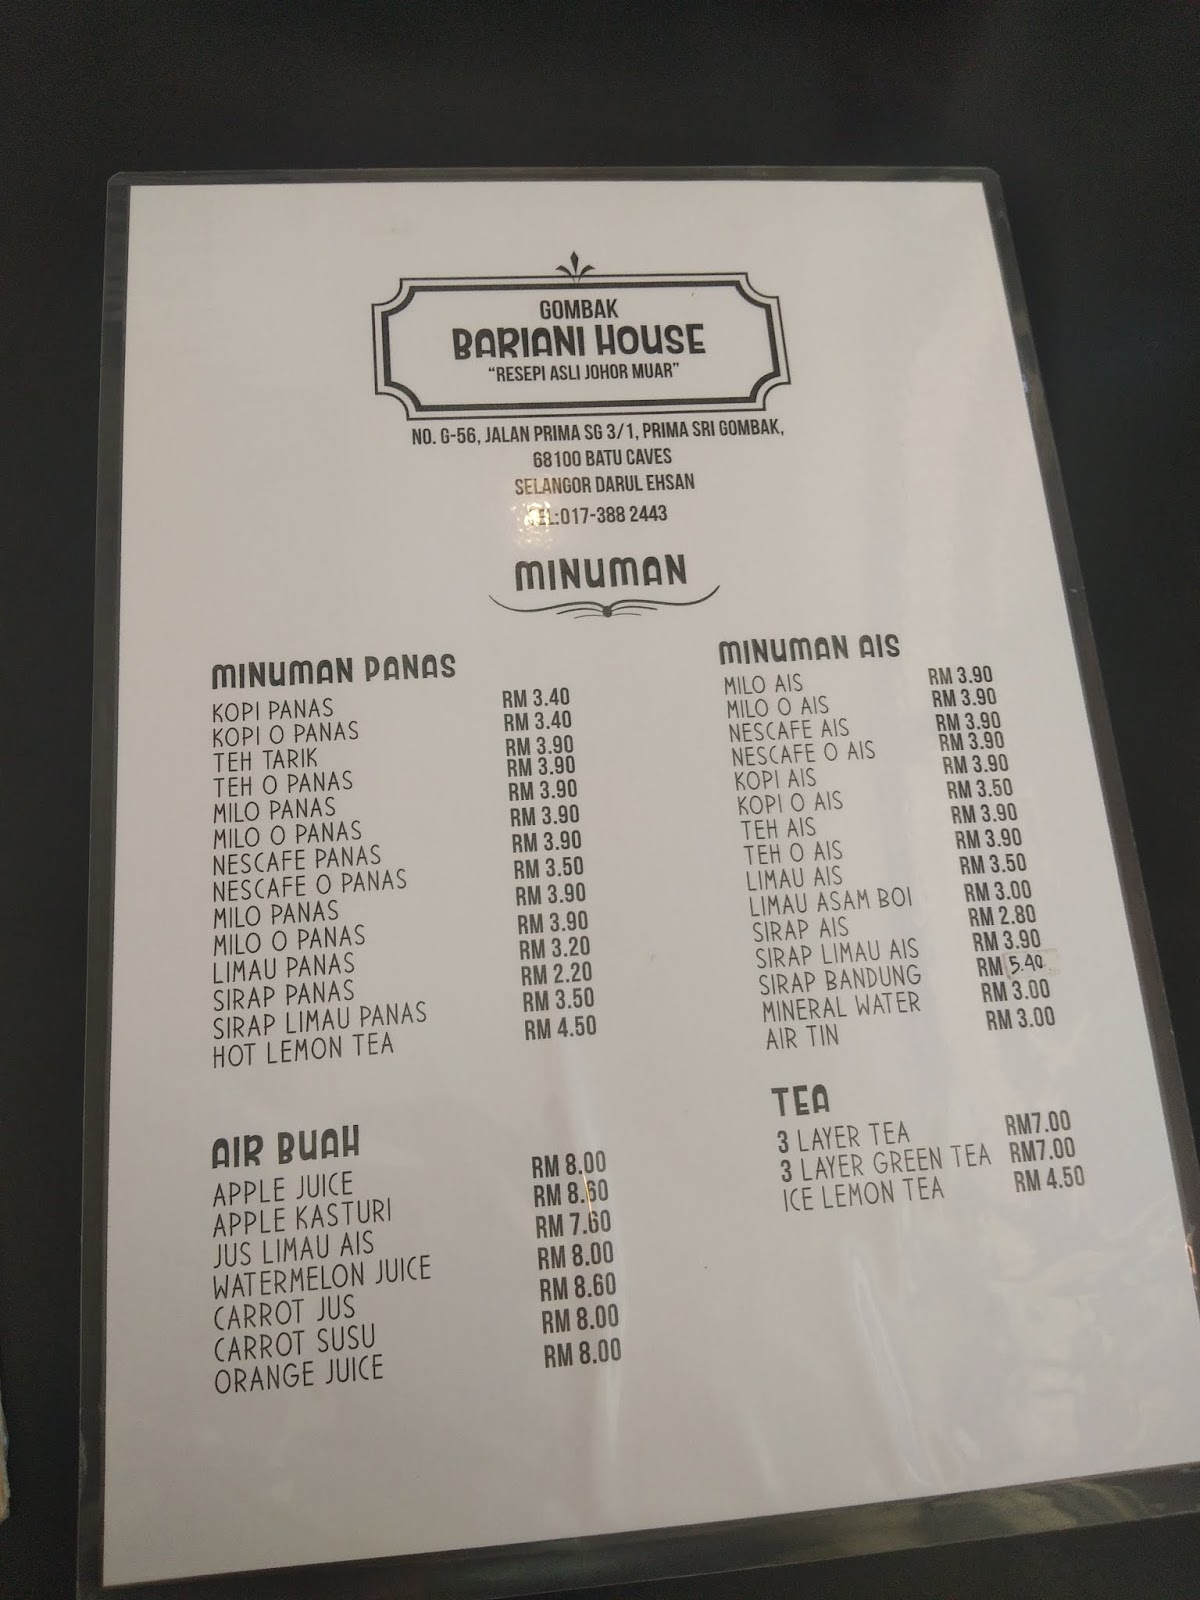 GOMBAK
BARIANI HOUSE
"RESEPI ASLI JOHOR MUAR"
NO. G-56, JALAN PRIMA SG 3/1, PRIMA SRI GOMBAK,
68100 BATU CAVES
SELANGOR DARUL EHSAN
TEL:017-388 2443
MINUMAN
MINUMAN PANAS
KOPI PANAS RM 3.40
KOPI O PANAS RM 3.40
TEH TARIK RM 3.90
TEH O PANAS RM 3.90
MILO PANAS RM 3.90
MILO O PANAS RM 3.90
NESCAFE PANAS RM 3.90
NESCAFE O PANAS RM 3.50
MILO PANAS RM 3.90
MILO O PANAS RM 3.90
LIMAU PANAS RM 3.20
SIRAP PANAS RM 2.20
SIRAP LIMAU PANAS RM 3.50
HOT LEMON TEA RM 4.50
AIR BUAH
APPLE JUICE RM 8.00
APPLE KASTURI RM 8.60
JUS LIMAU AIS RM 7.60
WATERMELON JUICE RM 8.00
CARROT JUS RM 8.60
CARROT SUSU RM 8.00
ORANGE JUICE RM 8.00
MINUMAN AIS
MILO AIS RM 3.90
MILO O AIS RM 3.90
NESCAFE AIS RM 3.90
NESCAFE O AIS RM 3.90
KOPI AIS RM 3.90
KOPI O AIS RM 3.50
TEH AIS RM 3.90
TEH O AIS RM 3.90
LIMAU AIS RM 3.50
LIMAU ASAM BOI RM 3.00
SIRAP AIS RM 2.80
SIRAP LIMAU AIS RM 3.90
SIRAP BANDUNG RM 5.40
MINERAL WATER RM 3.00
AIR TIN RM 3.00
TEA
3 LAYER TEA RM7.00
3 LAYER GREEN TEA RM7.00
ICE LEMON TEA RM 4.50